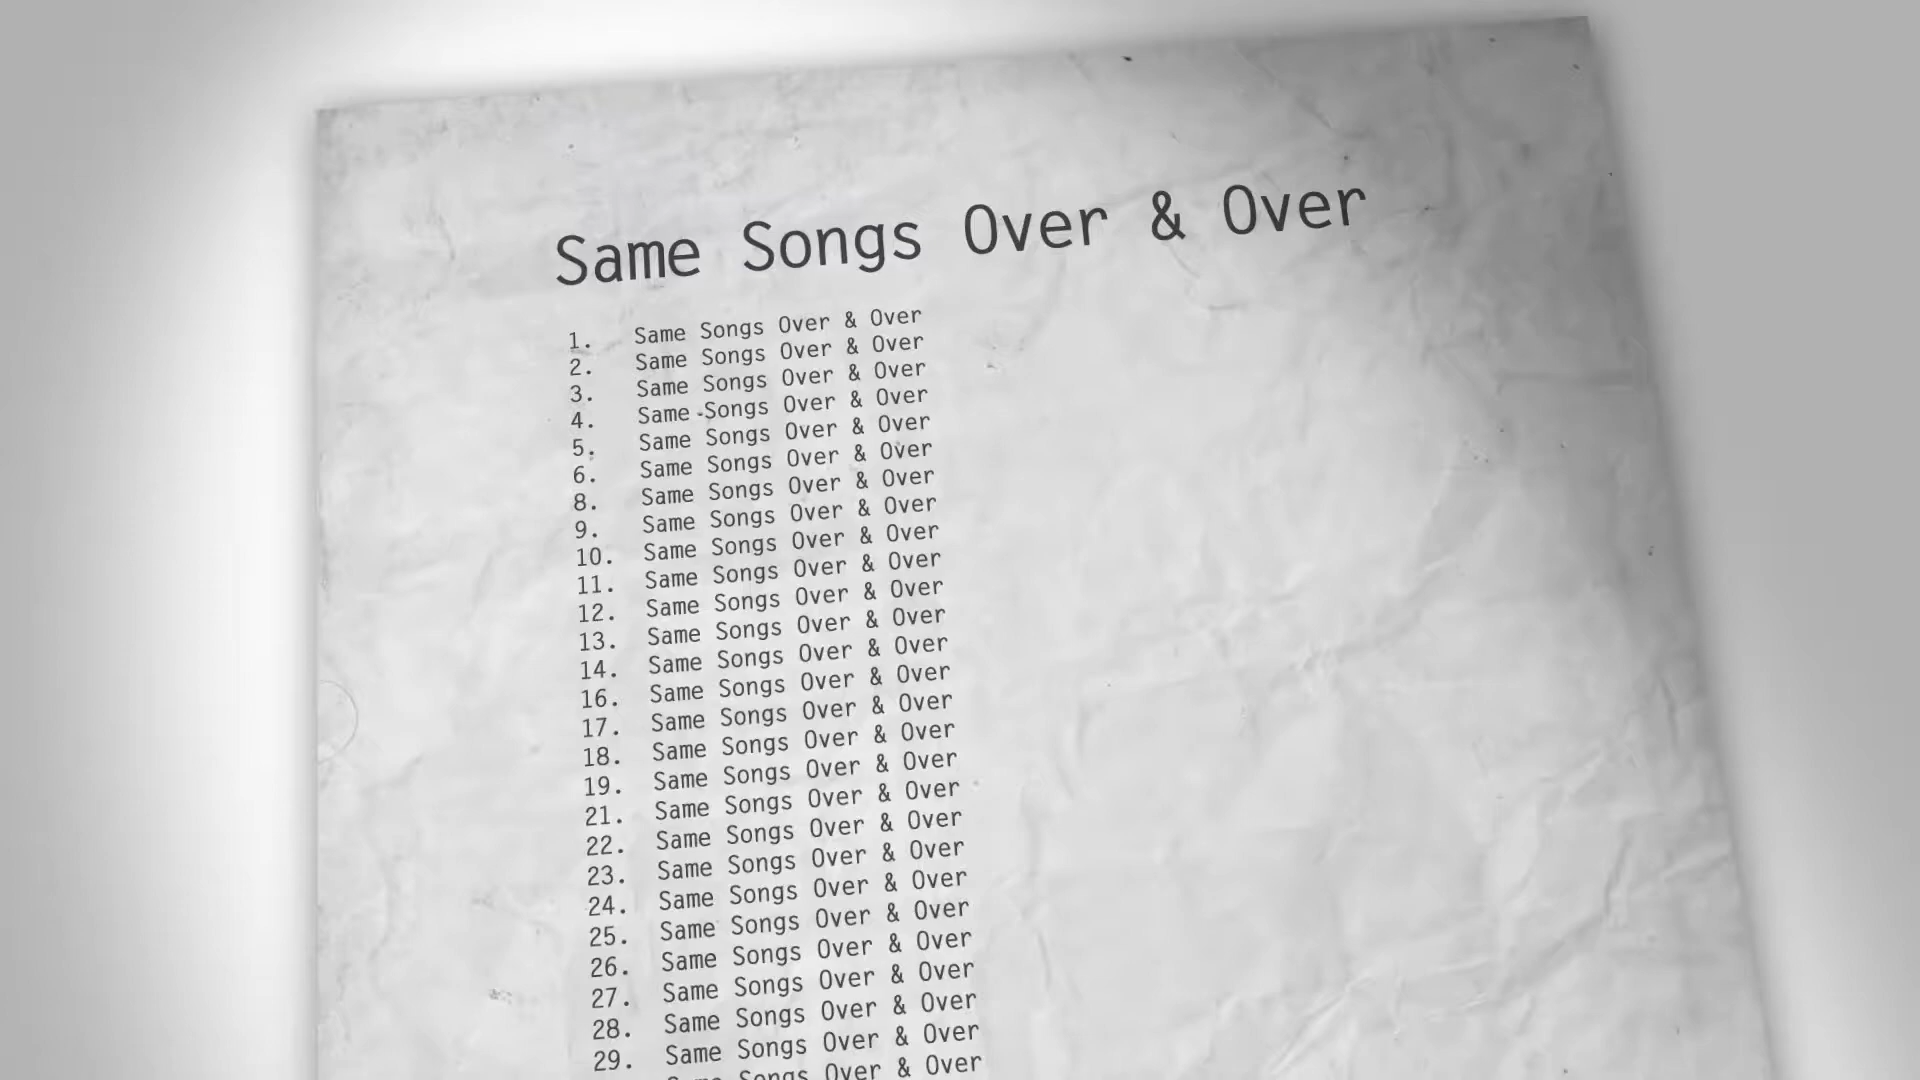 Same Songs Over & Over
1. Same Songs Over & Over
2. Same Songs Over & Over
3. Same Songs Over & Over
4. Same Songs Over & Over
5. Same Songs Over & Over
6. Same Songs Over & Over
8. Same Songs Over & Over
9. Same Songs Over & Over
10. Same Songs Over & Over
11. Same Songs Over & Over
12. Same Songs Over & Over
13. Same Songs Over & Over
14. Same Songs Over & Over
16. Same Songs Over & Over
17. Same Songs Over & Over
18. Same Songs Over & Over
19. Same Songs Over & Over
21. Same Songs Over & Over
22. Same Songs Over & Over
23. Same Songs Over & Over
24. Same Songs Over & Over
25. Same Songs Over & Over
26. Same Songs Over & Over
27. Same Songs Over & Over
28. Same Songs Over & Over
29. Same Songs Over & Over
Same Songs Over & Over